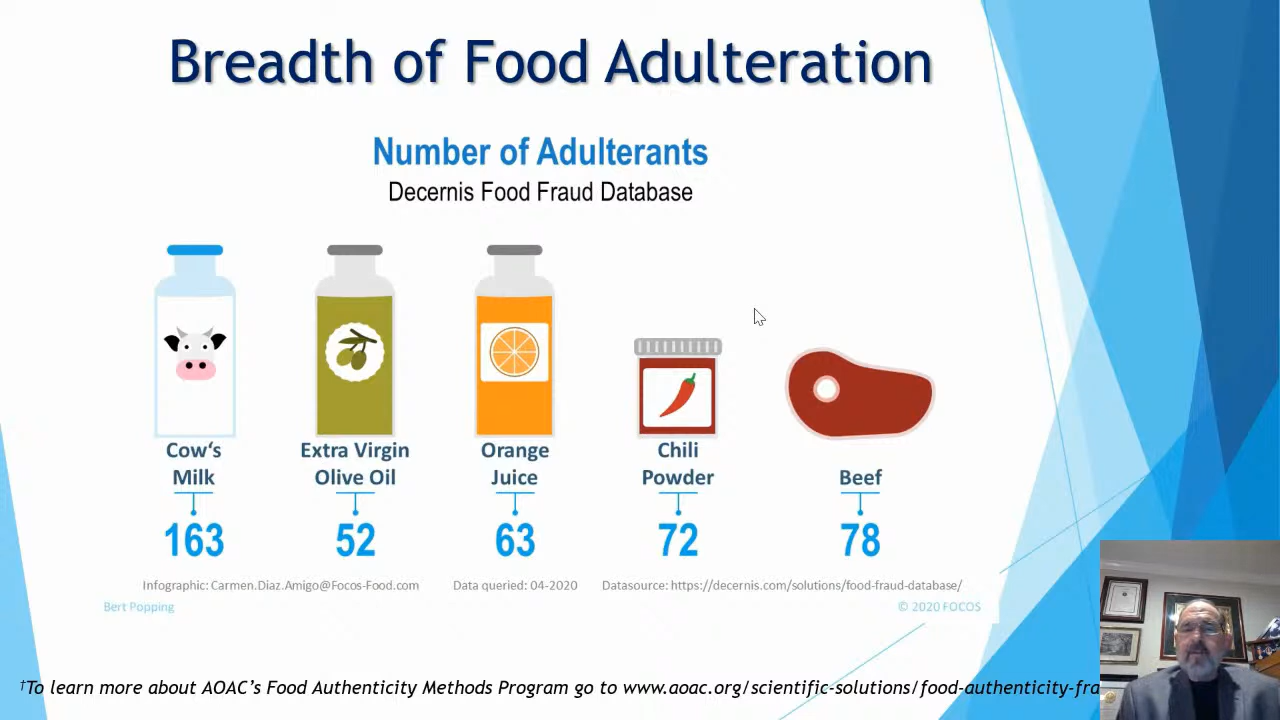 Breadth of Food Adulteration
Number of Adulterants
Decernis Food Fraud Database
Cow‘s
Milk
163
Extra Virgin
Olive Oil
52
Orange
Juice
63
Chili
Powder
72
Beef
78
Infographic: Carmen.Diaz.Amigo@Focos-Food.com
Data queried: 04-2020
Datasource: https://decernis.com/solutions/food-fraud-database/
Bert Popping
© 2020 FOCOS
†To learn more about AOAC’s Food Authenticity Methods Program go to www.aoac.org/scientific-solutions/food-authenticity-fra